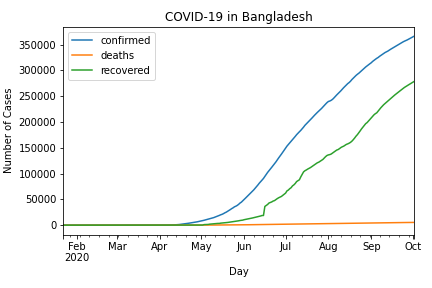 COVID-19 in Bangladesh
confirmed
deaths
recovered
350000
300000
250000
200000
150000
100000
50000
0
Number of Cases
Feb Mar Apr May Jun Jul Aug Sep Oct
2020
Day